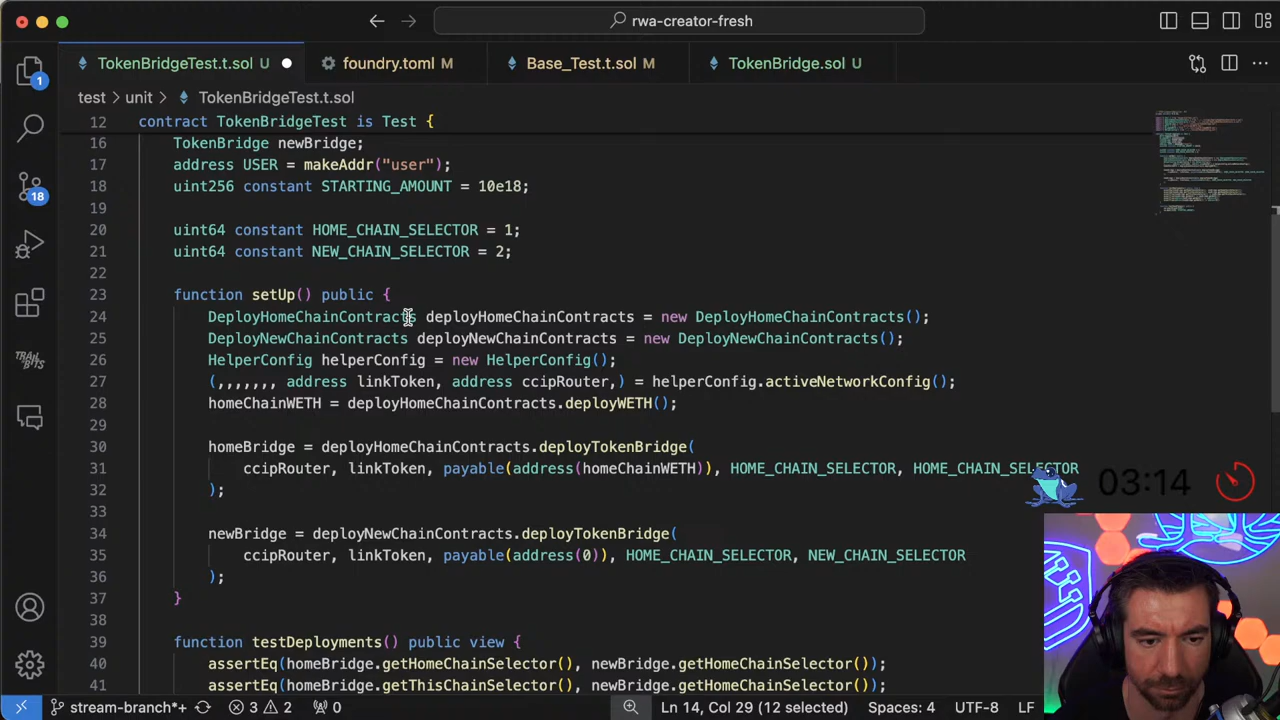 rwa-creator-fresh
TokenBridgeTest.t.sol U
foundry.toml M
Base_Test.t.sol M
TokenBridge.sol U
test > unit > TokenBridgeTest.t.sol
12 contract TokenBridgeTest is Test {
16 TokenBridge newBridge;
17 address USER = makeAddr("user");
18 uint256 constant STARTING_AMOUNT = 10e18;
19
20 uint64 constant HOME_CHAIN_SELECTOR = 1;
21 uint64 constant NEW_CHAIN_SELECTOR = 2;
22
23 function setUp() public {
24 DeployHomeChainContracts deployHomeChainContracts = new DeployHomeChainContracts();
25 DeployNewChainContracts deployNewChainContracts = new DeployNewChainContracts();
26 HelperConfig helperConfig = new HelperConfig();
27 (,,,,,,, address linkToken, address ccipRouter,) = helperConfig.activeNetworkConfig();
28 homeChainWETH = deployHomeChainContracts.deployWETH();
29
30 homeBridge = deployHomeChainContracts.deployTokenBridge(
31 ccipRouter, linkToken, payable(address(homeChainWETH)), HOME_CHAIN_SELECTOR, HOME_CHAIN_SELECTOR
32 );
33
34 newBridge = deployNewChainContracts.deployTokenBridge(
35 ccipRouter, linkToken, payable(address(0)), HOME_CHAIN_SELECTOR, NEW_CHAIN_SELECTOR
36 );
37 }
38
39 function testDeployments() public view {
40 assertEq(homeBridge.getHomeChainSelector(), newBridge.getHomeChainSelector());
41 assertEq(homeBridge.getThisChainSelector(), newBridge.getHomeChainSelector());
1
18
TRAIL
BITS
03:14
stream-branch*+ 3 2 0 Ln 14, Col 29 (12 selected) Spaces: 4 UTF-8 LF